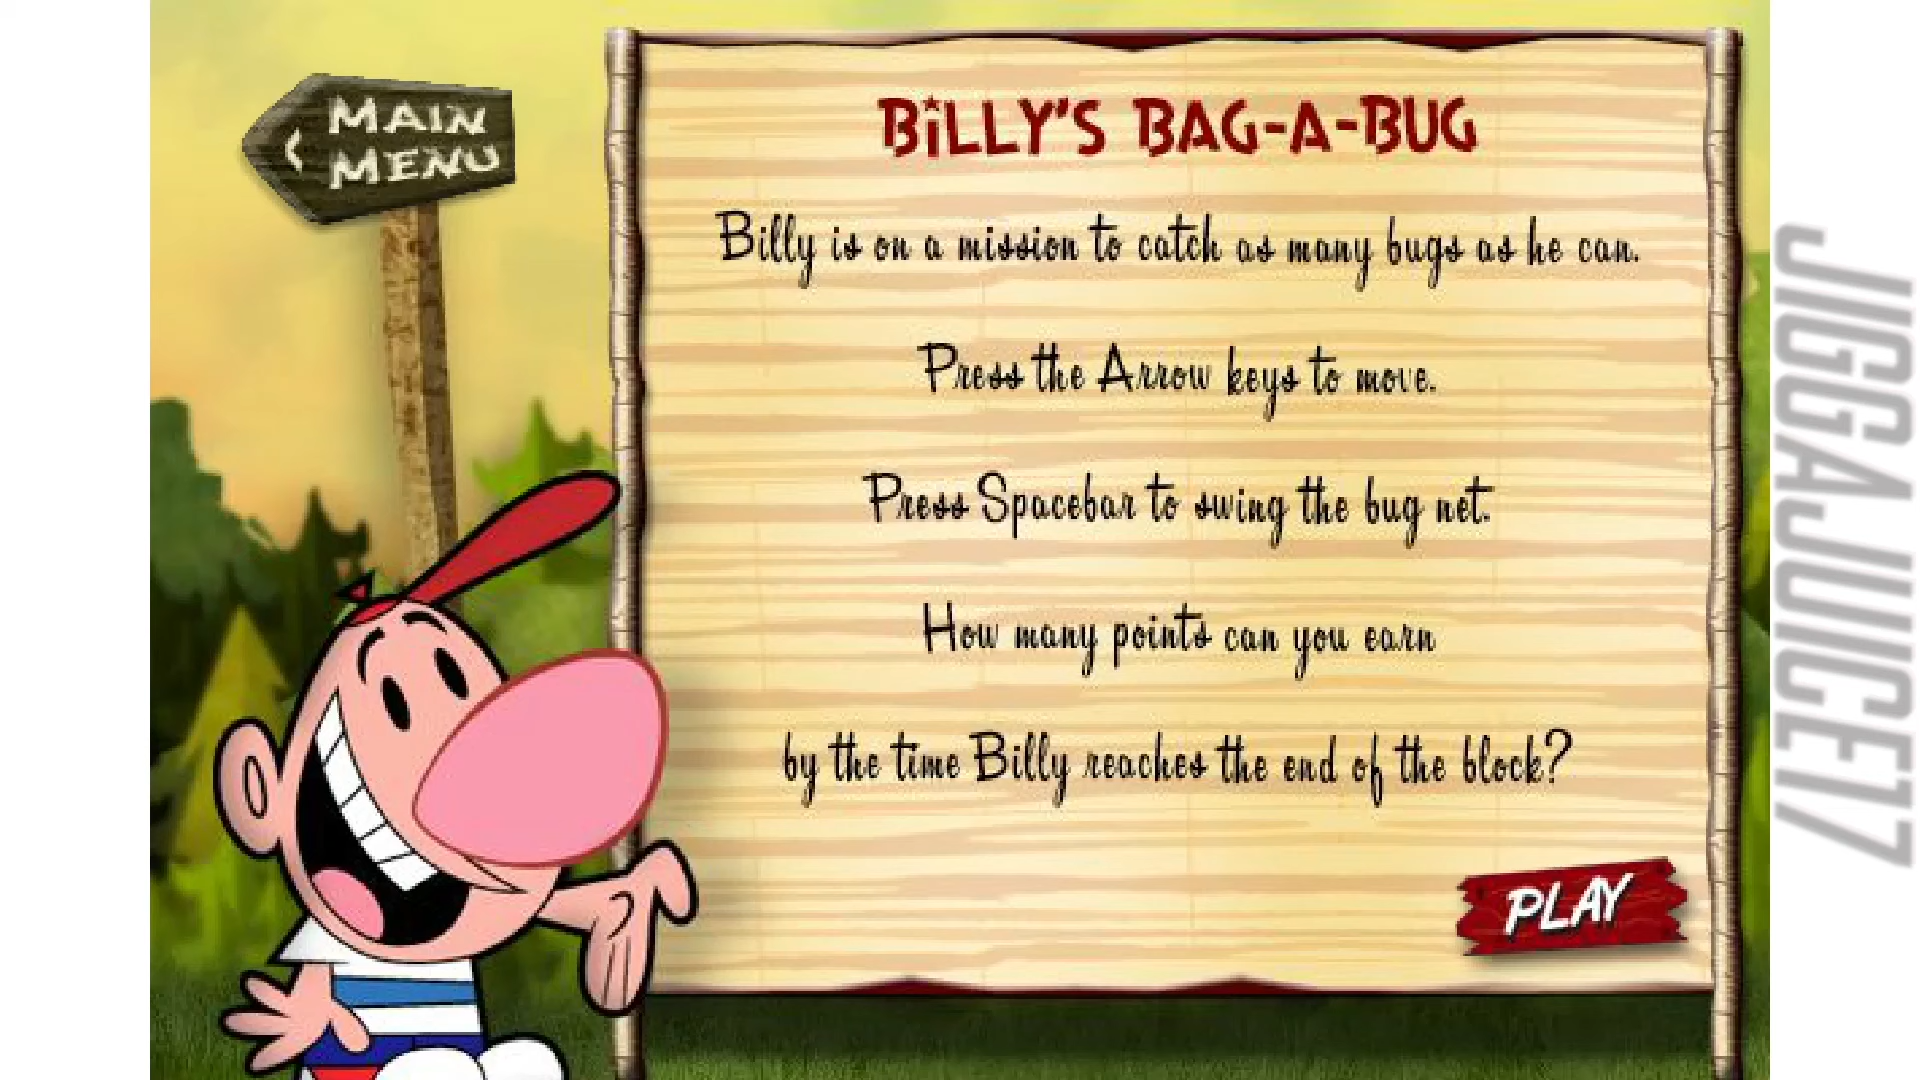 MAIN
MENU
BiLLY'S BAG-A-BUG
Billy is on a mission to catch as many bugs as he can.
Press the Arrow keys to move.
Press Spacebar to swing the bug net.
How many points can you earn
by the time Billy reaches the end of the block?
PLAY
JIGGAJUICE17